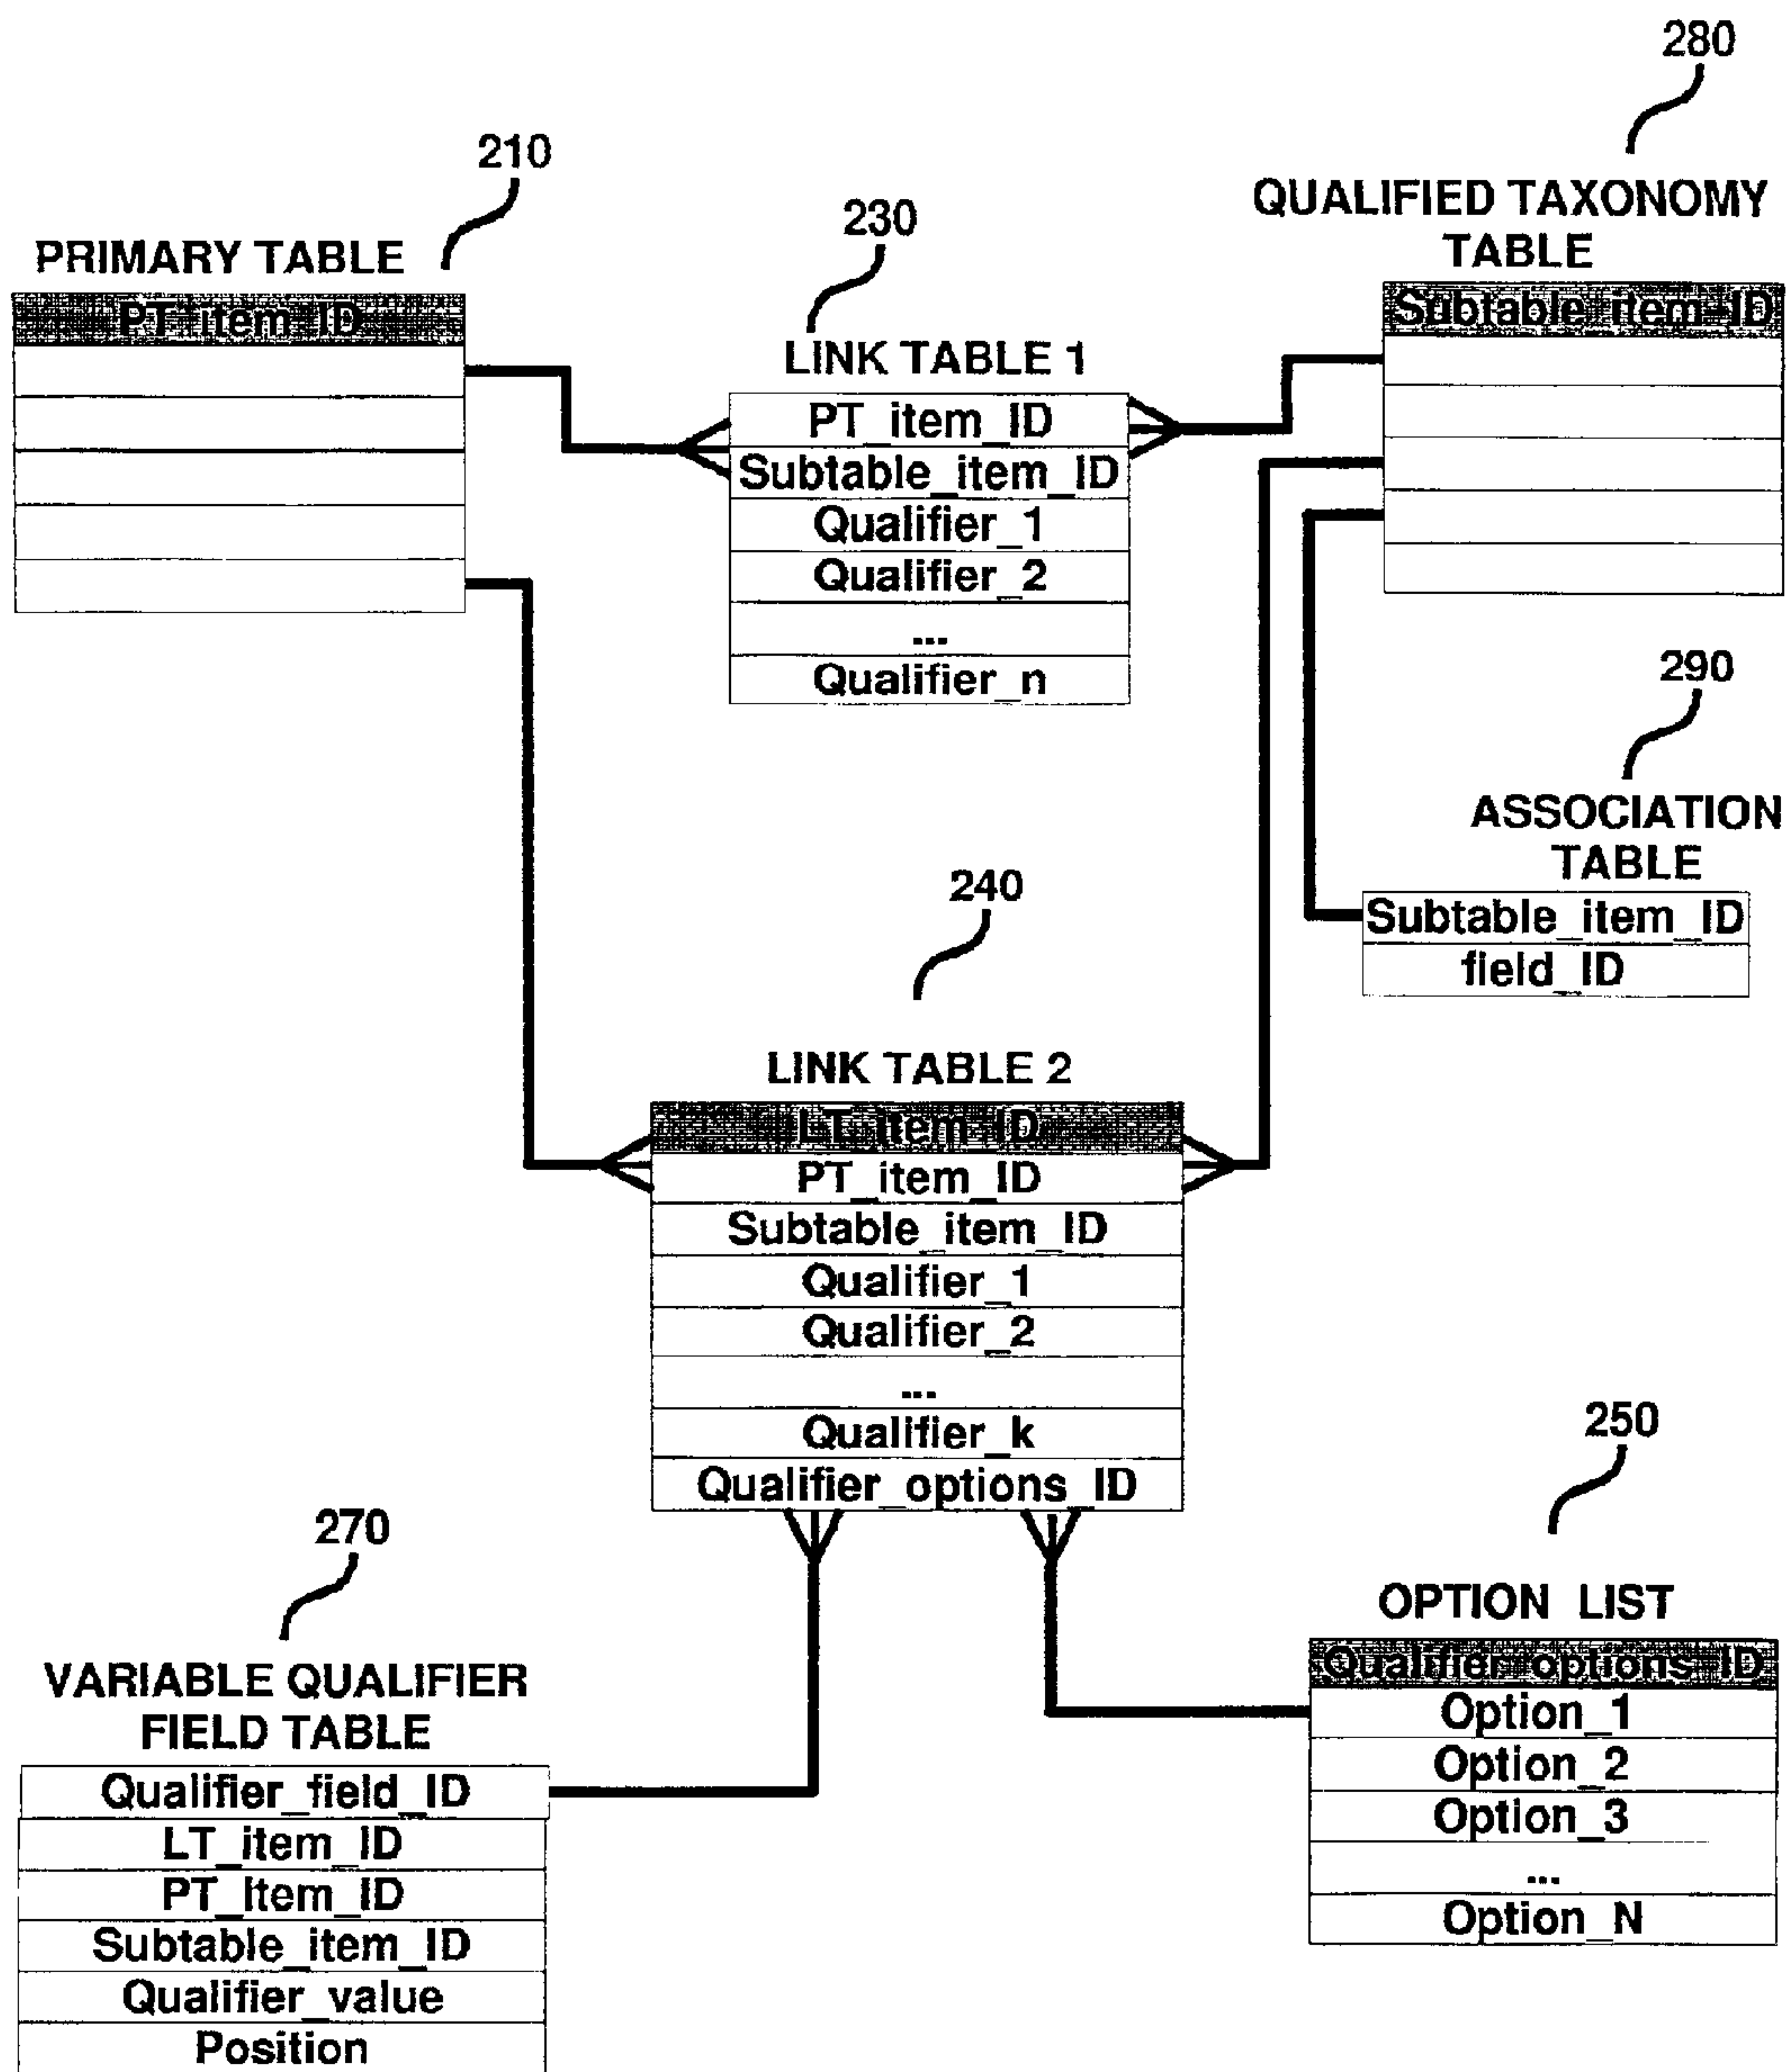 280
210
QUALIFIED TAXONOMY
TABLE
Subtable_item_ID
230
PRIMARY TABLE
PT_item_ID
LINK TABLE 1
PT_item_ID
Subtable_item_ID
Qualifier_1
Qualifier_2
...
Qualifier_n
290
ASSOCIATION
TABLE
Subtable_item_ID
field_ID
240
LINK TABLE 2
LT_item_ID
PT_item_ID
Subtable_item_ID
Qualifier_1
Qualifier_2
...
Qualifier_k
Qualifier_options_ID
250
OPTION LIST
Qualifier_options_ID
Option_1
Option_2
Option_3
...
Option_N
270
VARIABLE QUALIFIER
FIELD TABLE
Qualifier_field_ID
LT_item_ID
PT_Item_ID
Subtable_item_ID
Qualifier_value
Position